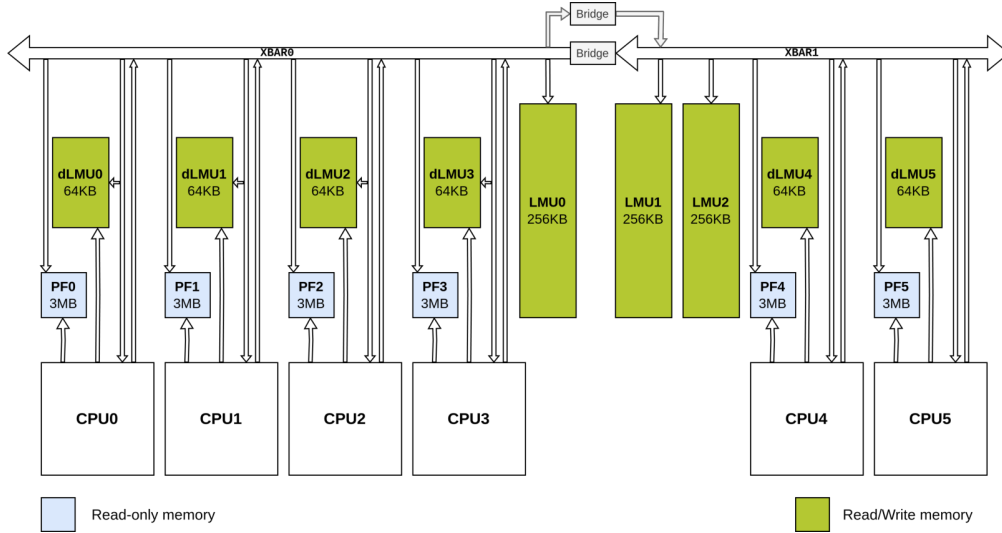 Bridge
XBAR0
Bridge
XBAR1
dLMU0
64KB
dLMU1
64KB
dLMU2
64KB
dLMU3
64KB
LMU0
256KB
LMU1
256KB
LMU2
256KB
dLMU4
64KB
dLMU5
64KB
PF0
3MB
PF1
3MB
PF2
3MB
PF3
3MB
PF4
3MB
PF5
3MB
CPU0
CPU1
CPU2
CPU3
CPU4
CPU5
Read-only memory
Read/Write memory